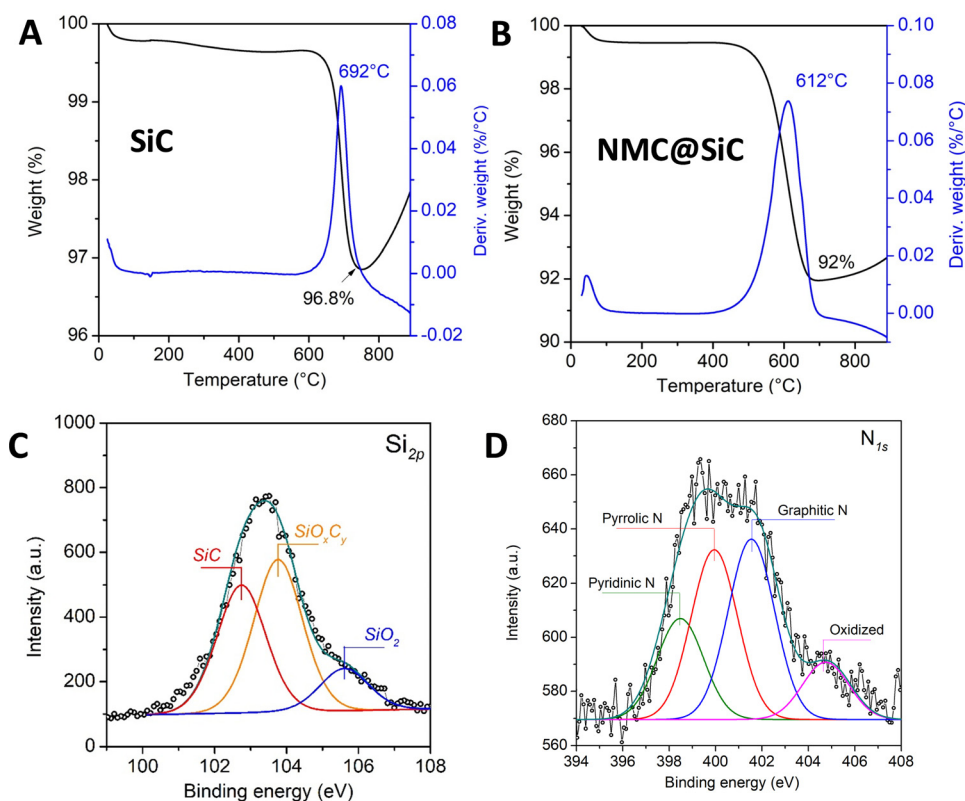 A
SiC
692°C
96.8%
100
99
98
97
96
Weight (%)
0.08
0.06
0.04
0.02
0.00
-0.02
Deriv. weight (%/°C)
0 200 400 600 800
Temperature (°C)
B
NMC@SiC
612°C
92%
100
98
96
94
92
90
Weight (%)
0.10
0.08
0.06
0.04
0.02
0.00
Deriv. weight (%/°C)
0 200 400 600 800
Temperature (°C)
C
Si2p
SiC
SiOxCy
SiO2
1000
800
600
400
200
0
Intensity (a.u.)
100 102 104 106 108
Binding energy (eV)
D
N1s
Pyrrolic N
Graphitic N
Pyridinic N
Oxidized
680
660
640
620
600
580
560
Intensity (u.a.)
394 396 398 400 402 404 406 408
Binding energy (eV)